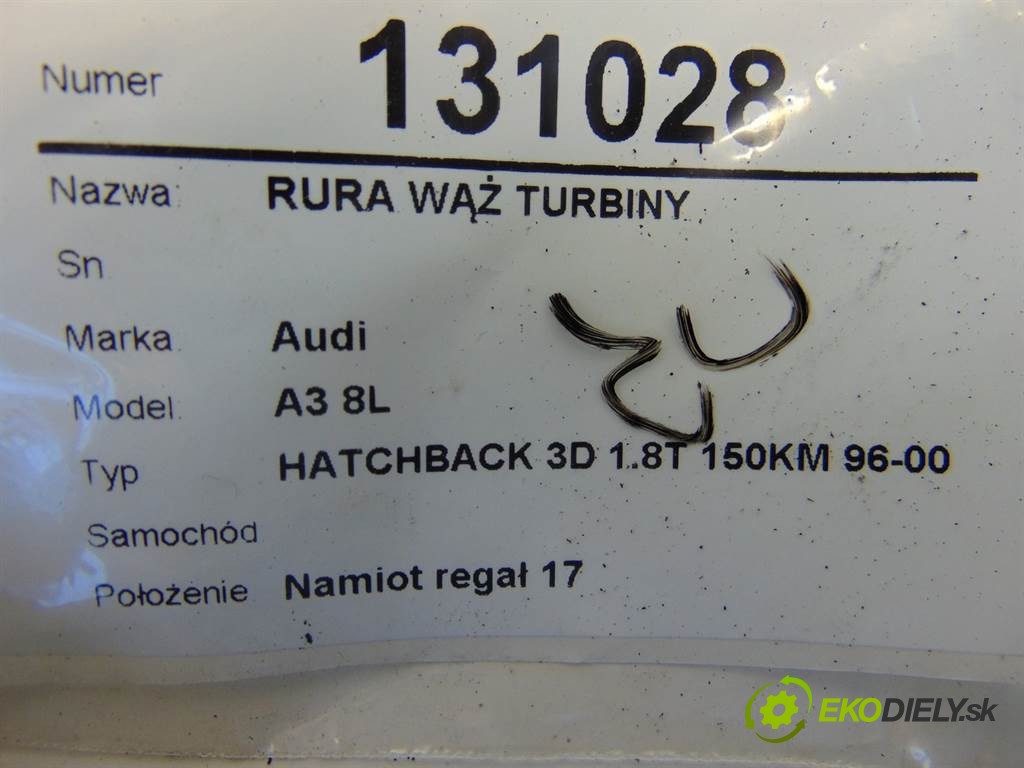 Numer 131028
Nazwa: RURA WĄŻ TURBINY
Sn
Marka Audi
Model: A3 8L
Typ HATCHBACK 3D 1.8T 150KM 96-00
Samochód
Położenie Namiot regał 17
EKODIELY.sk